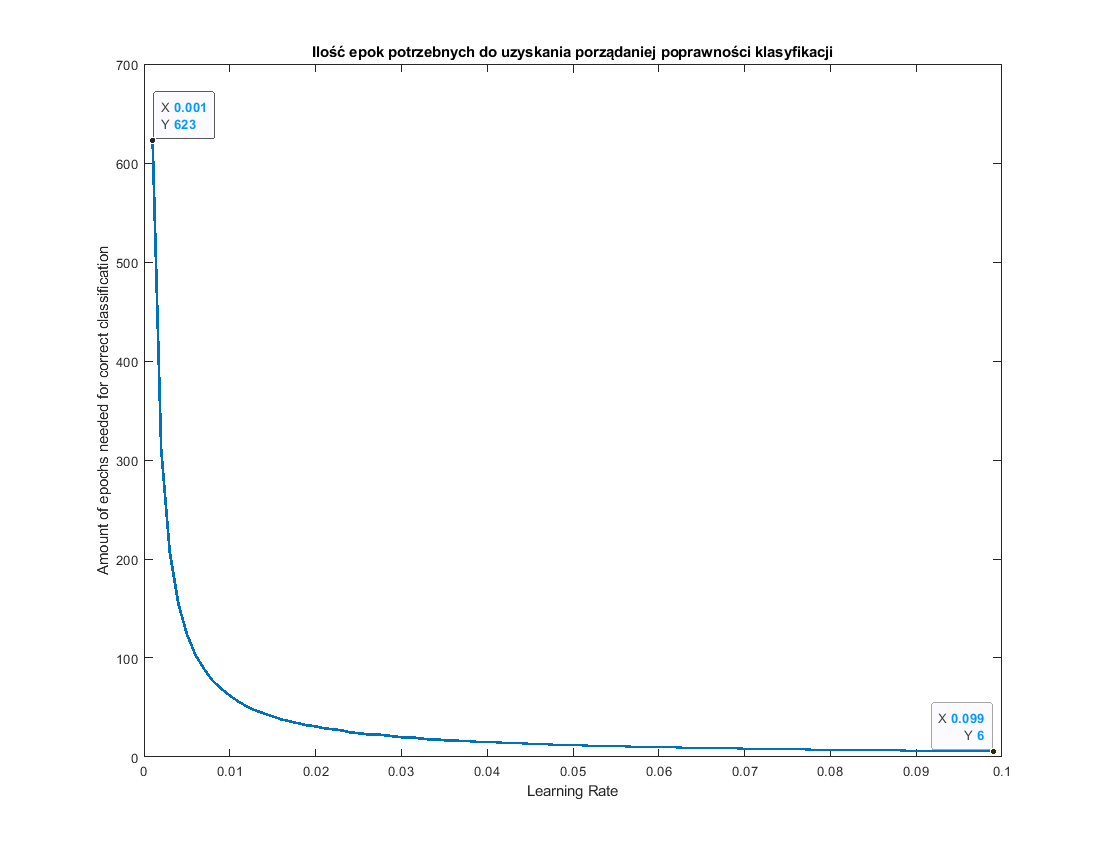 Ilość epok potrzebnych do uzyskania porządaniej poprawności klasyfikacji
700
600
500
400
300
200
100
0
Amount of epochs needed for correct classification
X 0.001
Y 623
X 0.099
Y 6
0 0.01 0.02 0.03 0.04 0.05 0.06 0.07 0.08 0.09 0.1
Learning Rate